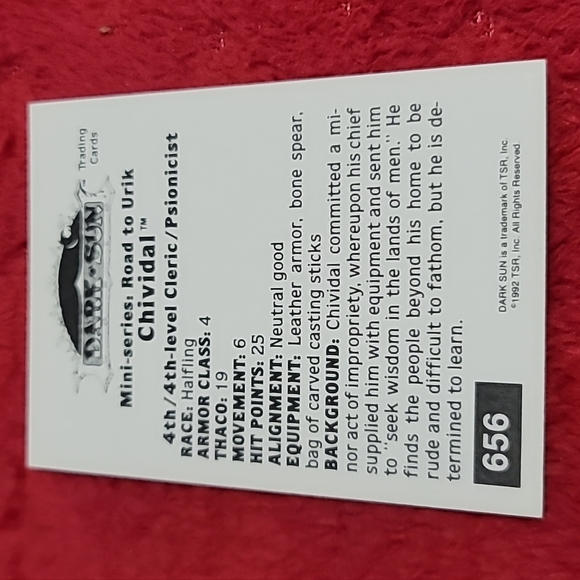 DARK•SUN™
Trading
Cards
Mini-series: Road to Urik
Chividal™
4th/4th-level Cleric/Psionicist
RACE: Halfling
ARMOR CLASS: 4
THACO: 19
MOVEMENT: 6
HIT POINTS: 25
ALIGNMENT: Neutral good
EQUIPMENT: Leather armor, bone spear,
bag of carved casting sticks
BACKGROUND: Chividal committed a mi-
nor act of impropriety, whereupon his chief
supplied him with equipment and sent him
to "seek wisdom in the lands of men." He
finds the people beyond his home to be
rude and difficult to fathom, but he is de-
termined to learn.
656
DARK SUN is a trademark of TSR, Inc.
©1992 TSR, Inc. All Rights Reserved.